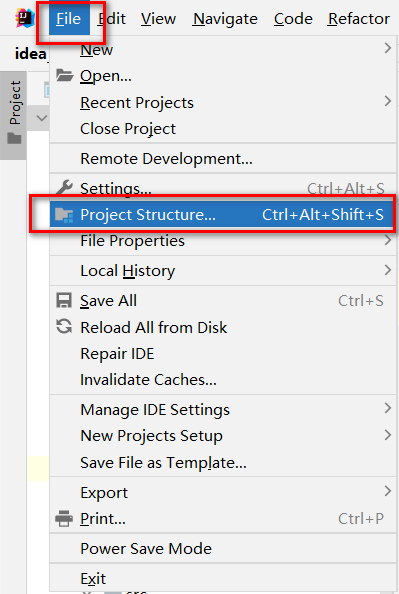 File Edit View Navigate Code Refactor
idea
Project
New
Open...
Recent Projects
Close Project
Remote Development...
Settings... Ctrl+Alt+S
Project Structure... Ctrl+Alt+Shift+S
File Properties
Local History
Save All Ctrl+S
Reload All from Disk
Repair IDE
Invalidate Caches...
Manage IDE Settings
New Projects Setup
Save File as Template...
Export
Print... Ctrl+P
Power Save Mode
Exit